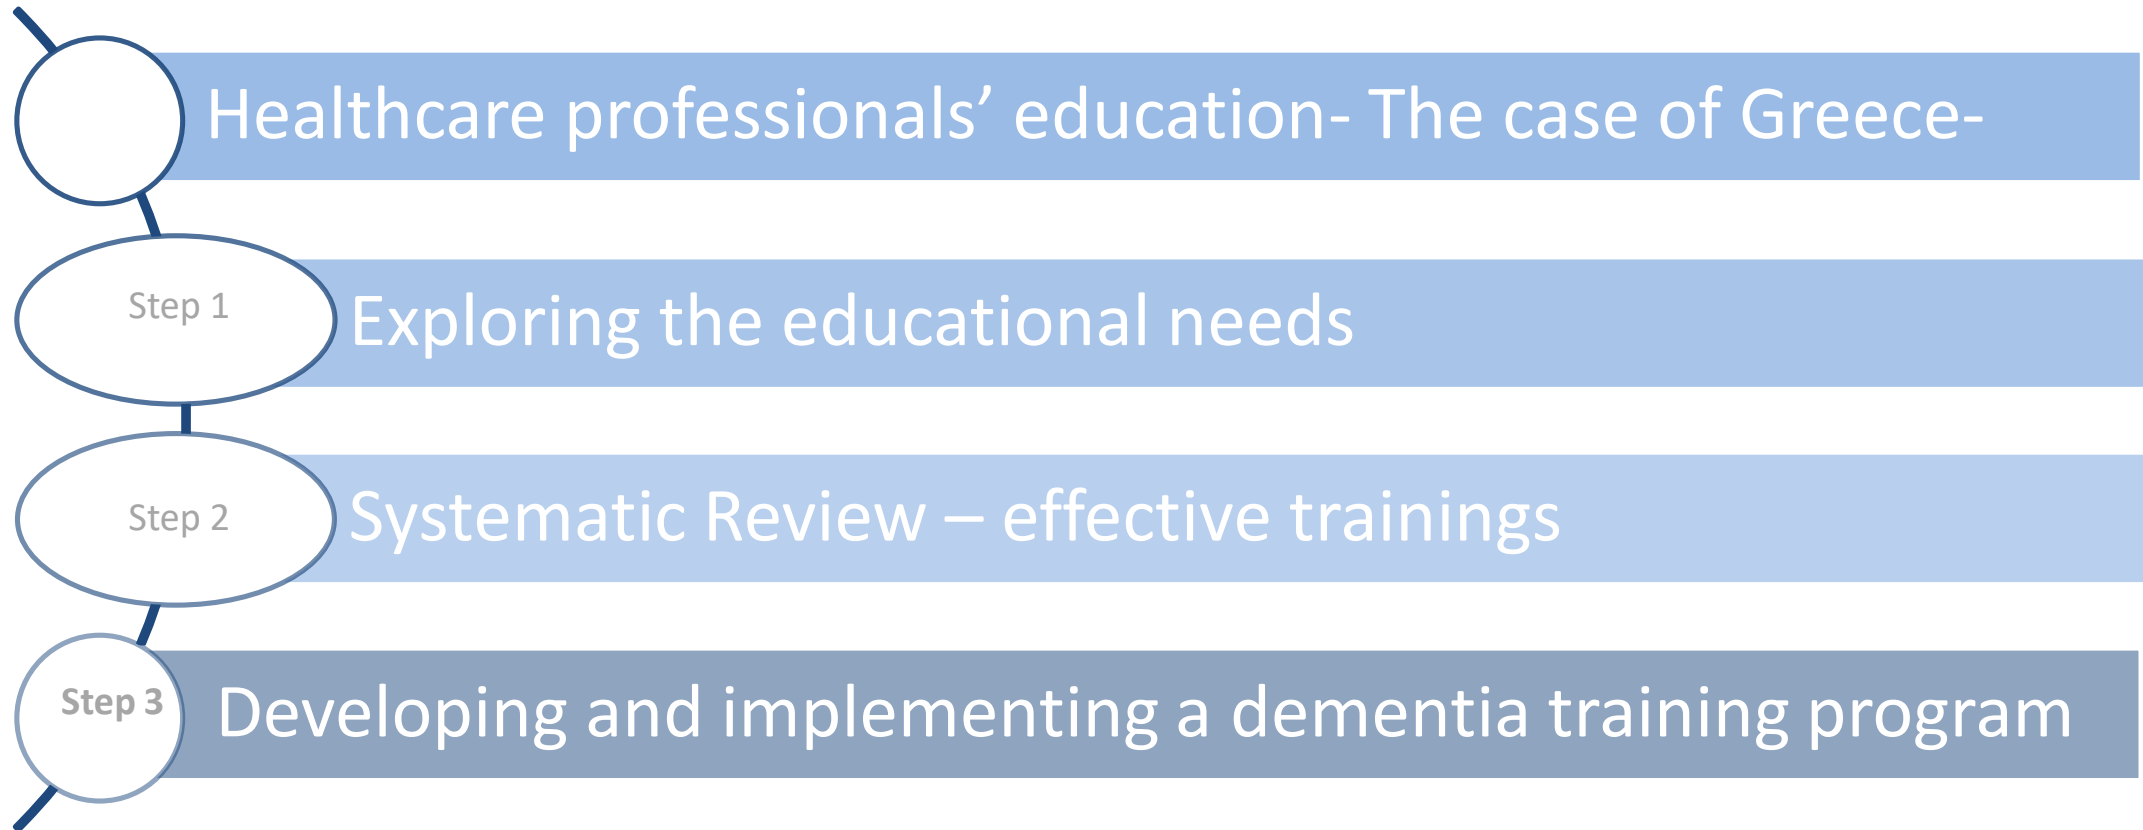 Healthcare professionals’ education- The case of Greece-
Step 1
Exploring the educational needs
Step 2
Systematic Review – effective trainings
Step 3
Developing and implementing a dementia training program